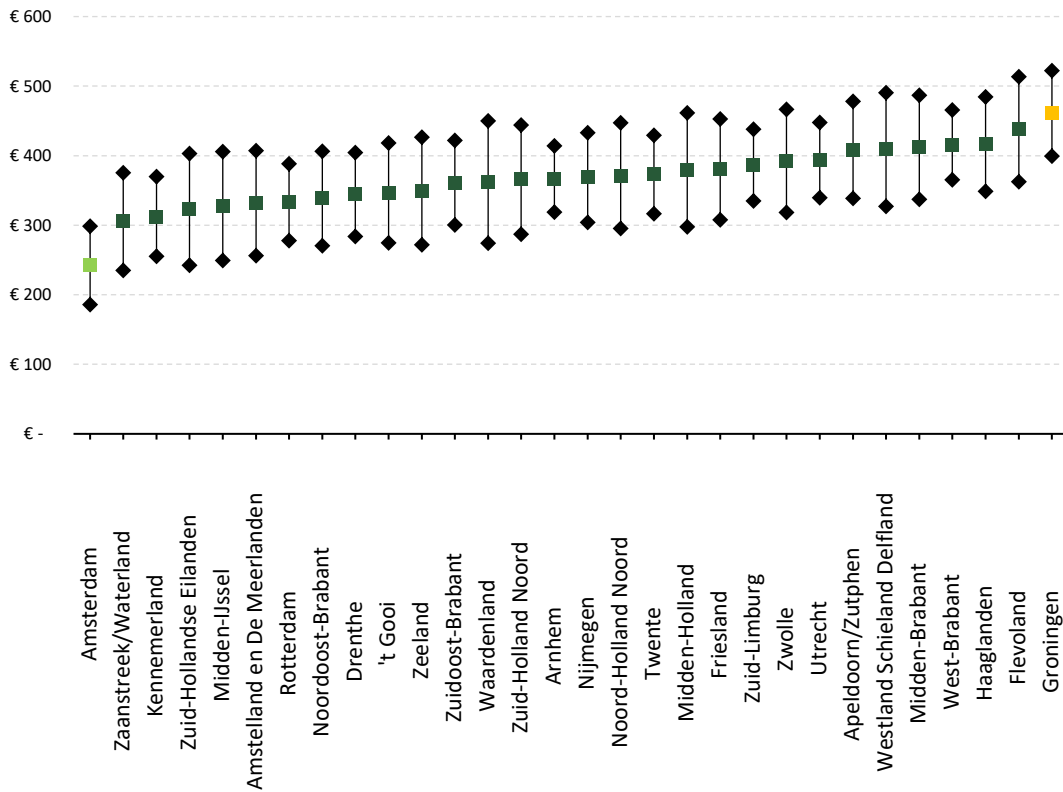 € 600
€ 500
€ 400
€ 300
€ 200
€ 100
€ -
Amsterdam
Zaanstreek/Waterland
Kennemerland
Zuid-Hollandse Eilanden
Midden-IJssel
Amstelland en De Meerlanden
Rotterdam
Noordoost-Brabant
Drenthe
't Gooi
Zeeland
Zuidoost-Brabant
Waardenland
Zuid-Holland Noord
Arnhem
Nijmegen
Noord-Holland Noord
Twente
Midden-Holland
Friesland
Zuid-Limburg
Zwolle
Utrecht
Apeldoorn/Zutphen
Westland Schieland Delfland
Midden-Brabant
West-Brabant
Haaglanden
Flevoland
Groningen